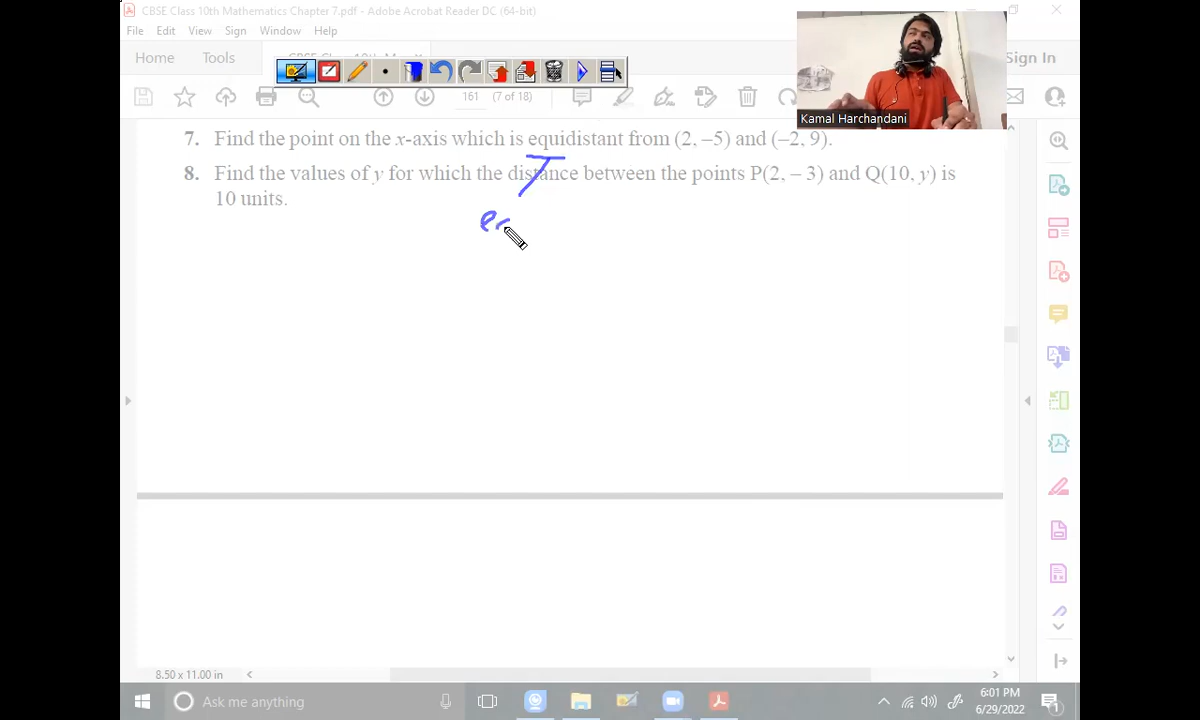 CBSE Class 10th Mathematics Chapter 7.pdf - Adobe Acrobat Reader DC (64-bit)
File Edit View Sign Window Help
Home Tools Sign In
161 (7 of 18)
Kamal Harchandani
7. Find the point on the x-axis which is equidistant from (2, –5) and (–2, 9).
8. Find the values of y for which the distance between the points P(2, – 3) and Q(10, y) is
10 units.
8.50 x 11.00 in
Ask me anything
6:01 PM
6/29/2022
1